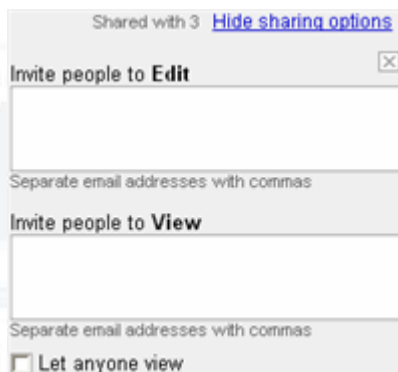 Shared with 3 Hide sharing options
Invite people to Edit
Separate email addresses with commas
Invite people to View
Separate email addresses with commas
Let anyone view